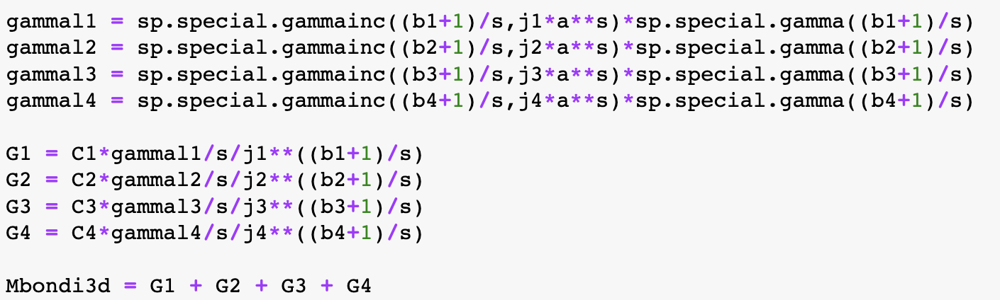 gammal1 = sp.special.gammainc((b1+1)/s,j1*a**s)*sp.special.gamma((b1+1)/s)
gammal2 = sp.special.gammainc((b2+1)/s,j2*a**s)*sp.special.gamma((b2+1)/s)
gammal3 = sp.special.gammainc((b3+1)/s,j3*a**s)*sp.special.gamma((b3+1)/s)
gammal4 = sp.special.gammainc((b4+1)/s,j4*a**s)*sp.special.gamma((b4+1)/s)
G1 = C1*gammal1/s/j1**((b1+1)/s)
G2 = C2*gammal2/s/j2**((b2+1)/s)
G3 = C3*gammal3/s/j3**((b3+1)/s)
G4 = C4*gammal4/s/j4**((b4+1)/s)
Mbondi3d = G1 + G2 + G3 + G4